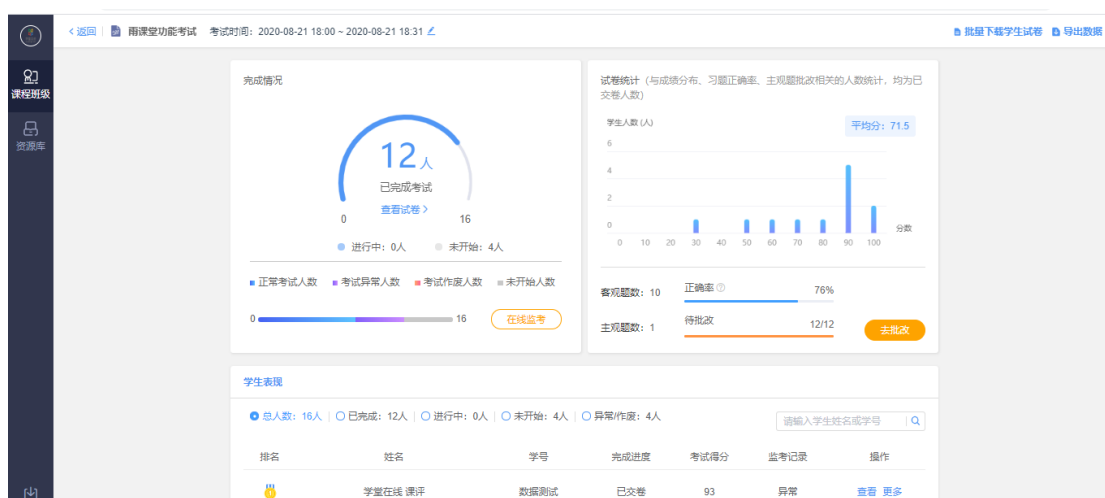 <返回 雨课堂功能考试 考试时间：2020-08-21 18:00 ~ 2020-08-21 18:31 批量下载学生试卷 导出数据
课程班级
资源库
完成情况
12人
已完成考试
查看试卷>
0 16
进行中：0人 未开始：4人
正常考试人数 考试异常人数 考试作废人数 未开始人数
0 16 在线监考
试卷统计（与成绩分布、习题正确率、主观题批改相关的人数统计，均为已
交卷人数）
学生人数(人) 平均分：71.5
6
4
2
0 分数
0 10 20 30 40 50 60 70 80 90 100
客观题数：10 正确率 76%
主观题数：1 待批改 12/12 去批改
学生表现
总人数：16人 已完成：12人 进行中：0人 未开始：4人 异常/作废：4人 请输入学生姓名或学号
排名 姓名 学号 完成进度 考试得分 监考记录 操作
1 学堂在线 课评 数据测试 已交卷 93 异常 查看 更多